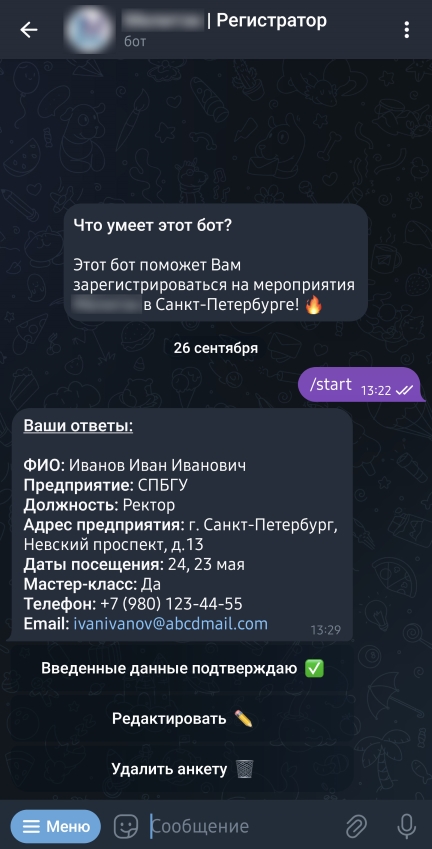 | Регистратор
бот
Что умеет этот бот?
Этот бот поможет Вам
зарегистрироваться на мероприятия
в Санкт-Петербурге! 🔥
26 сентября
/start 13:22
Ваши ответы:
ФИО: Иванов Иван Иванович
Предприятие: СПБГУ
Должность: Ректор
Адрес предприятия: г. Санкт-Петербург,
Невский проспект, д.13
Даты посещения: 24, 23 мая
Мастер-класс: Да
Телефон: +7 (980) 123-44-55
Email: ivanivanov@abcdmail.com
13:29
Введенные данные подтверждаю ✅
Редактировать ✏️
Удалить анкету 🗑️
Меню Сообщение